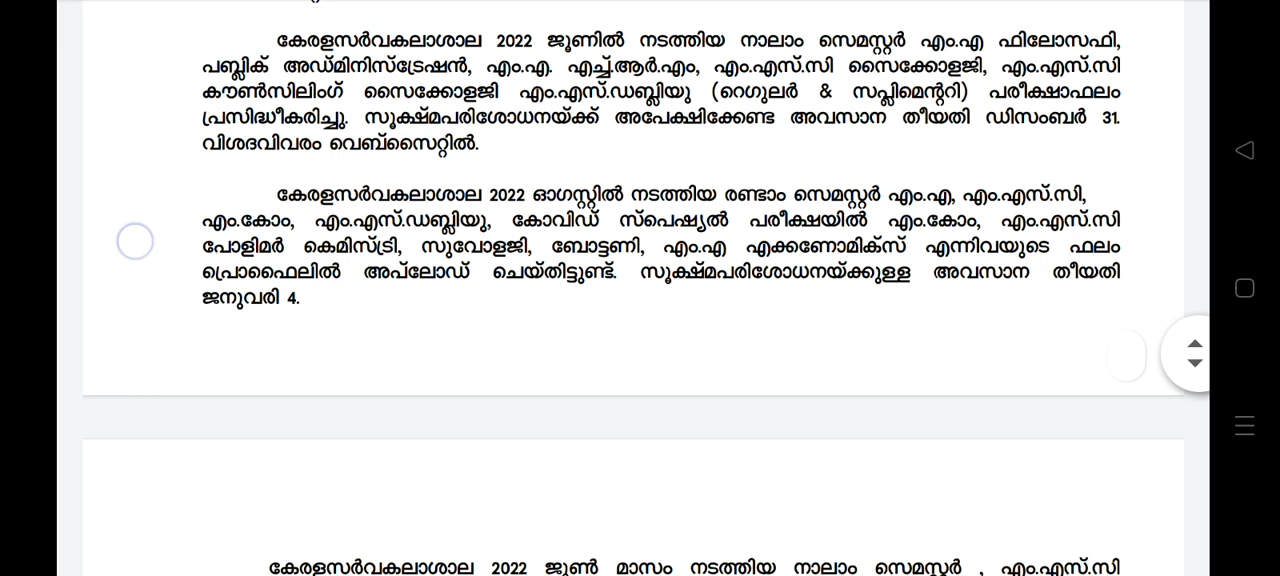 കേരളസർവകലാശാല 2022 ജൂണിൽ നടത്തിയ നാലാം സെമസ്റ്റർ എം.എ ഫിലോസഫി,
പബ്ലിക് അഡ്മിനിസ്ട്രേഷൻ, എം.എ. എച്ച്.ആർ.എം, എം.എസ്.സി സൈക്കോളജി, എം.എസ്.സി
കൗൺസിലിംഗ് സൈക്കോളജി എം.എസ്.ഡബ്ലിയു (റെഗുലർ & സപ്ലിമെന്ററി) പരീക്ഷാഫലം
പ്രസിദ്ധീകരിച്ചു. സൂക്ഷ്മപരിശോധനയ്ക്ക് അപേക്ഷിക്കേണ്ട അവസാന തീയതി ഡിസംബർ 31.
വിശദവിവരം വെബ്സൈറ്റിൽ.
കേരളസർവകലാശാല 2022 ഓഗസ്റ്റിൽ നടത്തിയ രണ്ടാം സെമസ്റ്റർ എം.എ, എം.എസ്.സി,
എം.കോം, എം.എസ്.ഡബ്ലിയു, കോവിഡ് സ്പെഷ്യൽ പരീക്ഷയിൽ എം.കോം, എം.എസ്.സി
പോളിമർ കെമിസ്ട്രി, സുവോളജി, ബോട്ടണി, എം.എ എക്കണോമിക്സ് എന്നിവയുടെ ഫലം
പ്രൊഫൈലിൽ അപ്‌ലോഡ് ചെയ്തിട്ടുണ്ട്. സൂക്ഷ്മപരിശോധനയ്ക്കുള്ള അവസാന തീയതി
ജനുവരി 4.
കേരളസർവകലാശാല 2022 ജൂൺ മാസം നടത്തിയ നാലാം സെമസ്റ്റർ , എം.എസ്.സി